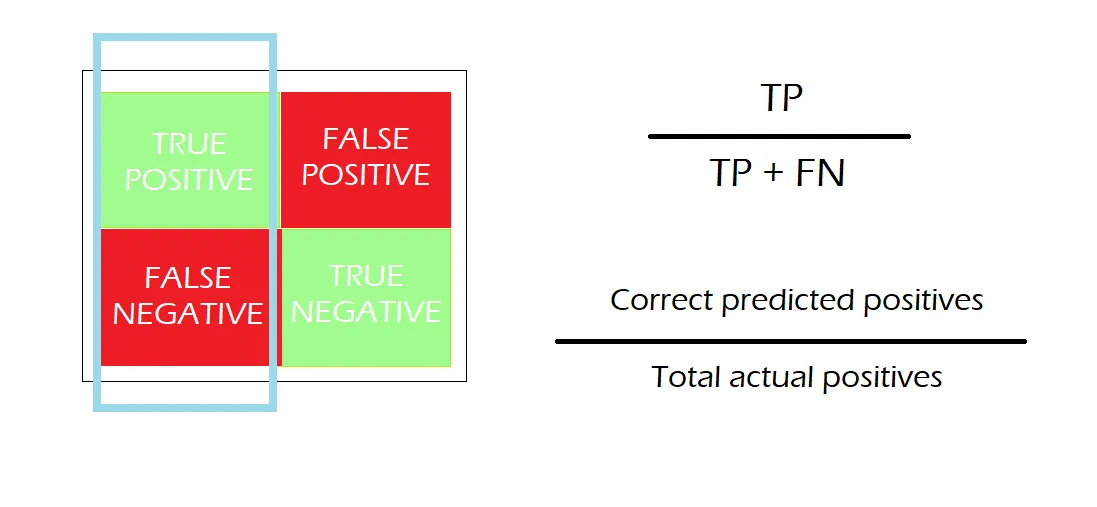 TRUE
POSITIVE
FALSE
POSITIVE
FALSE
NEGATIVE
TRUE
NEGATIVE
TP
TP + FN
Correct predicted positives
Total actual positives